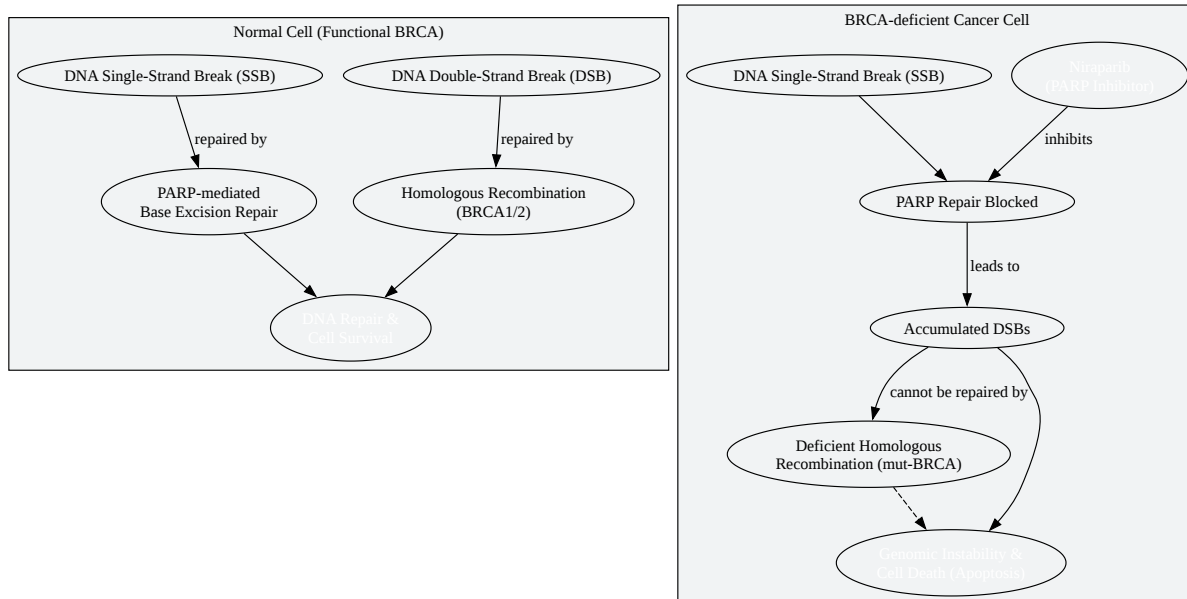 Normal Cell (Functional BRCA)
DNA Single-Strand Break (SSB)
DNA Double-Strand Break (DSB)
repaired by
repaired by
PARP-mediated
Base Excision Repair
Homologous Recombination
(BRCA1/2)
DNA Repair &
Cell Survival
BRCA-deficient Cancer Cell
DNA Single-Strand Break (SSB)
Niraparib
(PARP Inhibitor)
inhibits
PARP Repair Blocked
leads to
Accumulated DSBs
cannot be repaired by
Deficient Homologous
Recombination (mut-BRCA)
Genomic Instability &
Cell Death (Apoptosis)